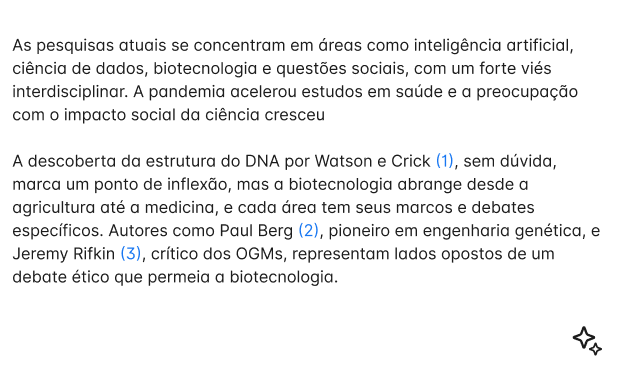 As pesquisas atuais se concentram em áreas como inteligência artificial,
ciência de dados, biotecnologia e questões sociais, com um forte viés
interdisciplinar. A pandemia acelerou estudos em saúde e a preocupação
com o impacto social da ciência cresceu
A descoberta da estrutura do DNA por Watson e Crick (1), sem dúvida,
marca um ponto de inflexão, mas a biotecnologia abrange desde a
agricultura até a medicina, e cada área tem seus marcos e debates
específicos. Autores como Paul Berg (2), pioneiro em engenharia genética, e
Jeremy Rifkin (3), crítico dos OGMs, representam lados opostos de um
debate ético que permeia a biotecnologia.